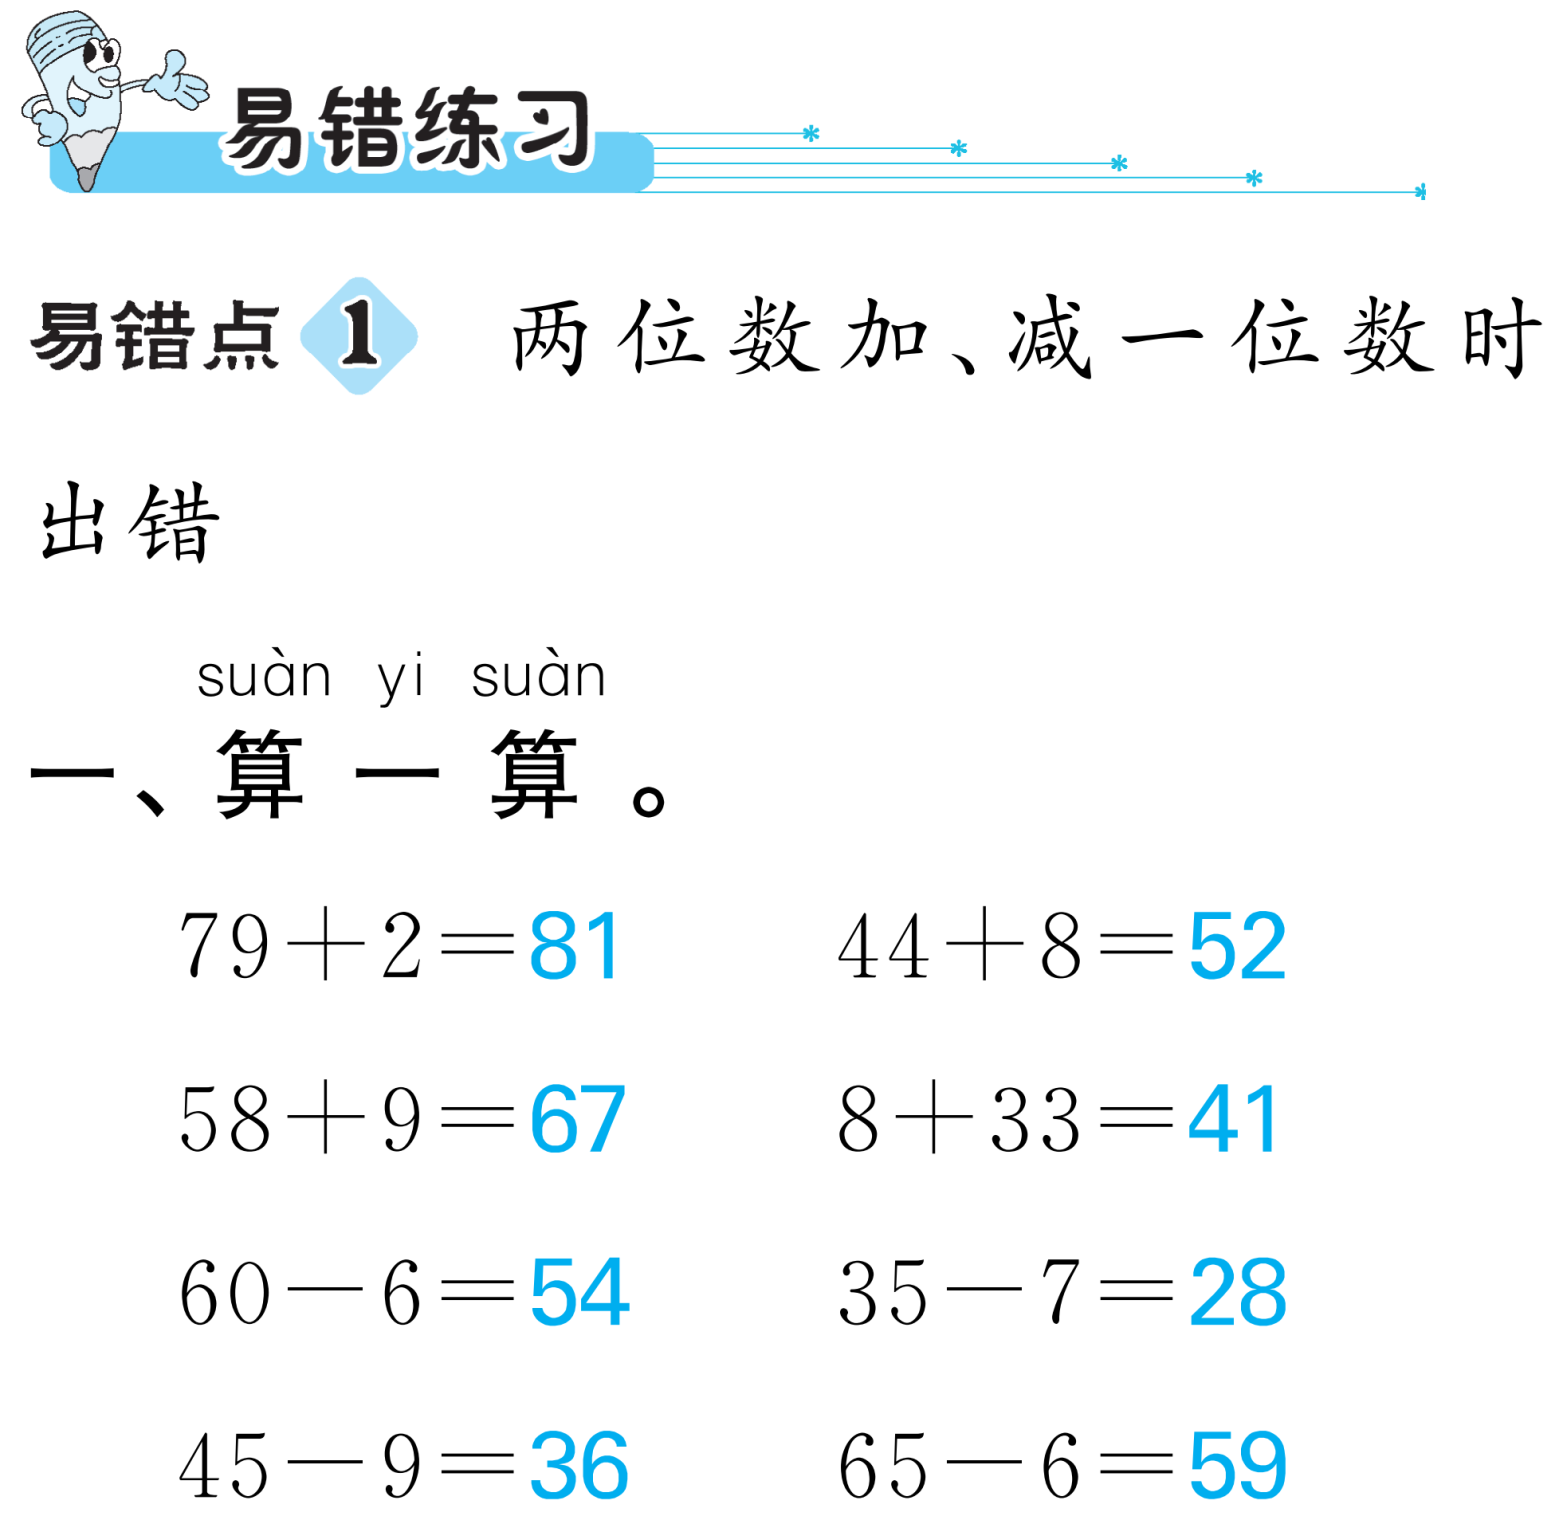 易错练习
易错点1 两位数加、减一位数时
出错
suàn yi suàn
一、算一算。
79+2=81 44+8=52
58+9=67 8+33=41
60-6=54 35-7=28
45-9=36 65-6=59